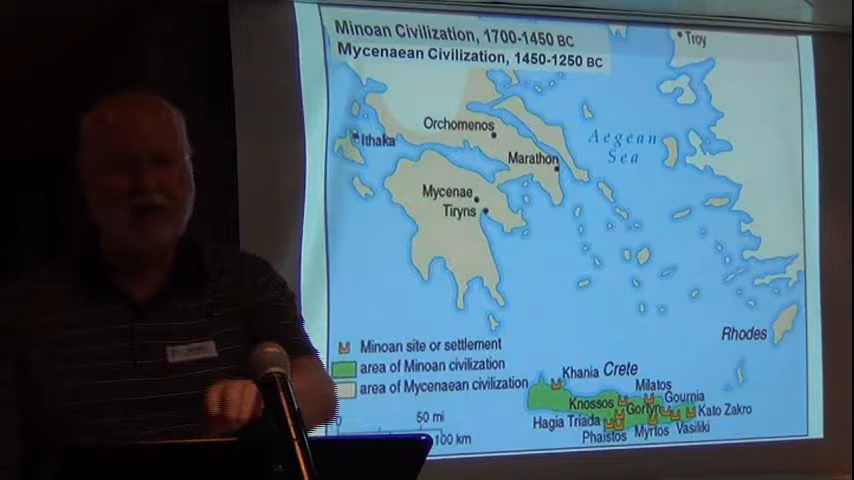 Minoan Civilization, 1700-1450 BC
Mycenaean Civilization, 1450-1250 BC
Troy
Orchomenos
Aegean
Sea
Ithaka
Marathon
Mycenae
Tiryns
Rhodes
Minoan site or settlement
area of Minoan civilization
area of Mycenaean civilization
Khania
Crete
Milatos
Gournia
Knossos
Gortyn
Kato Zakro
Hagia Triada
Phaistos
Myrtos
Vasiliki
0
50 mi
100 km